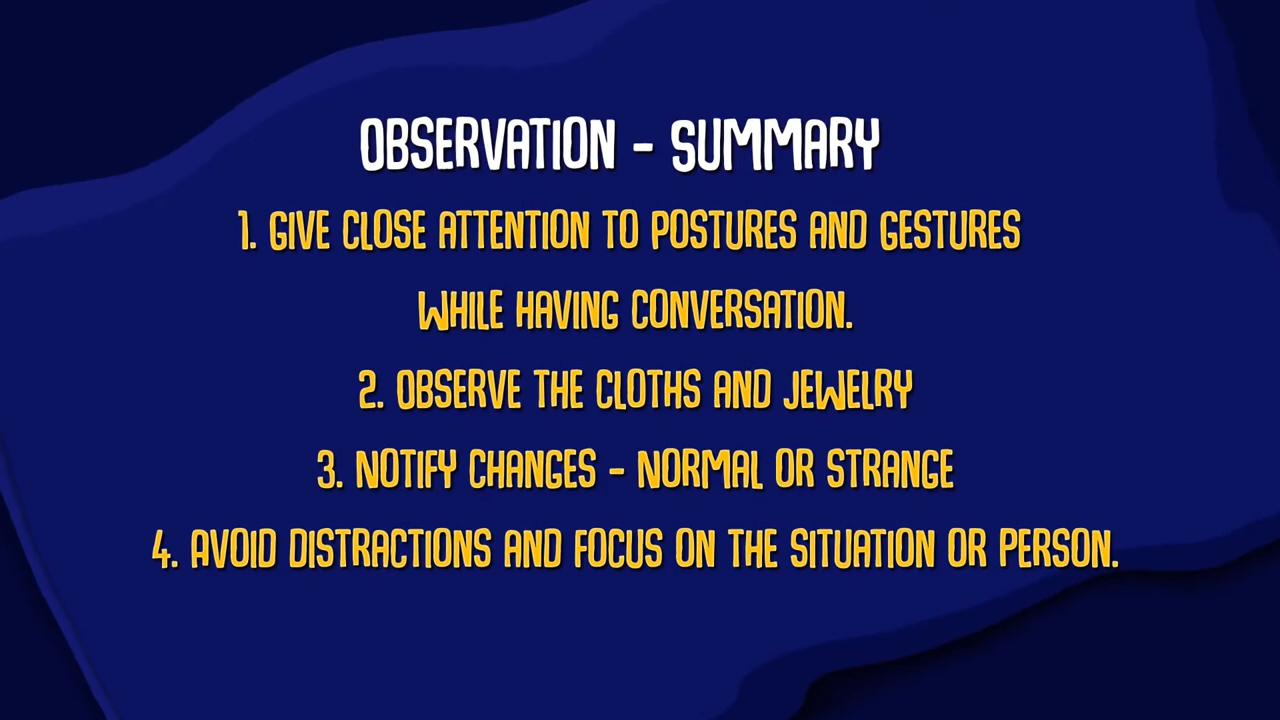 OBSERVATION - SUMMARY
1. GIVE CLOSE ATTENTION TO POSTURES AND GESTURES
WHILE HAVING CONVERSATION.
2. OBSERVE THE CLOTHS AND JEWELRY
3. NOTIFY CHANGES - NORMAL OR STRANGE
4. AVOID DISTRACTIONS AND FOCUS ON THE SITUATION OR PERSON.